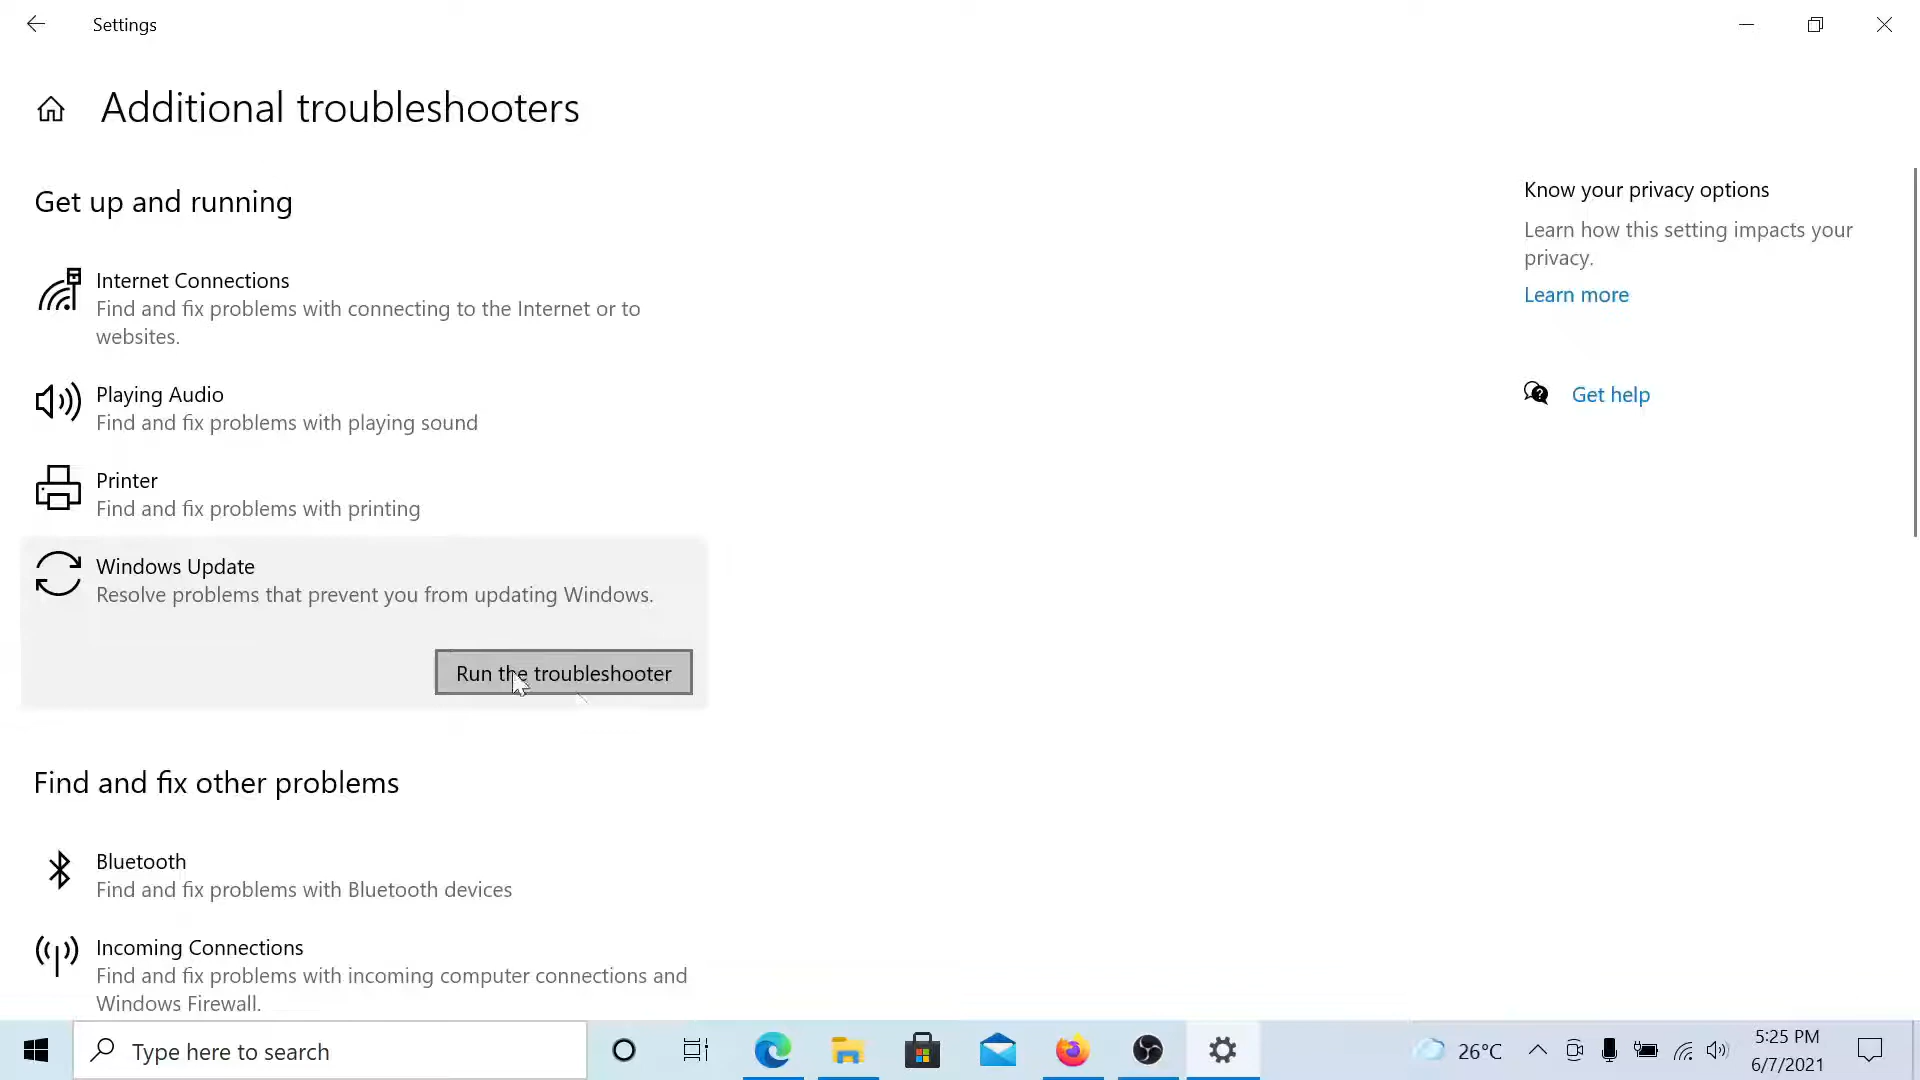 Settings
Additional troubleshooters
Get up and running
Internet Connections
Find and fix problems with connecting to the Internet or to
websites.
Playing Audio
Find and fix problems with playing sound
Printer
Find and fix problems with printing
Windows Update
Resolve problems that prevent you from updating Windows.
Run the troubleshooter
Find and fix other problems
Bluetooth
Find and fix problems with Bluetooth devices
Incoming Connections
Find and fix problems with incoming computer connections and
Windows Firewall.
Know your privacy options
Learn how this setting impacts your
privacy.
Learn more
Get help
Type here to search
26°C
5:25 PM
6/7/2021